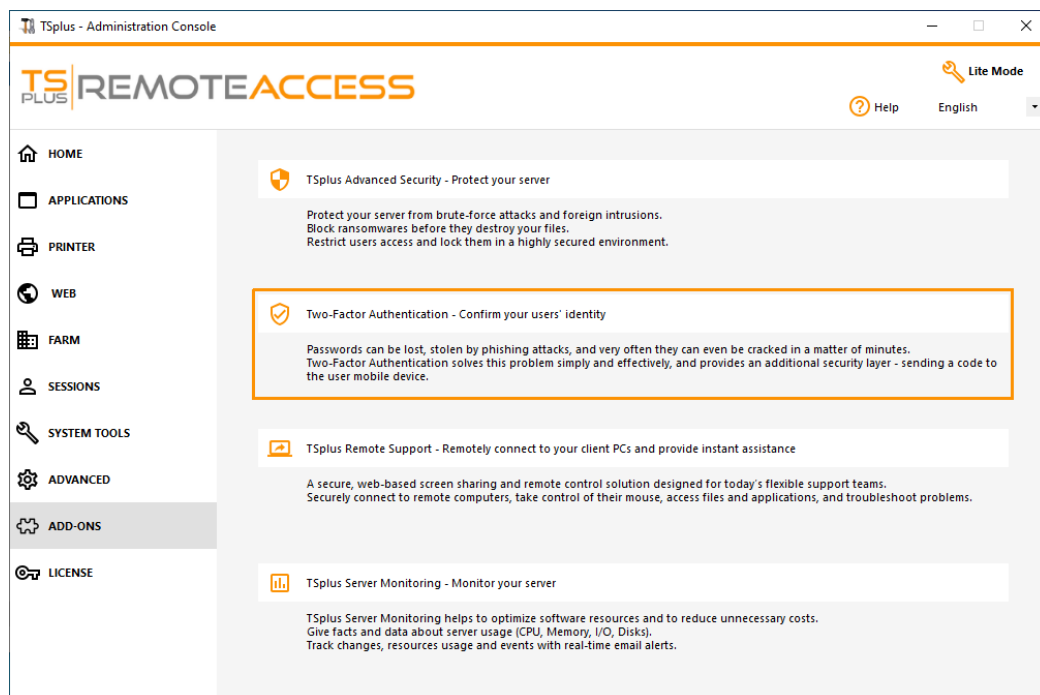 TSplus - Administration Console
TS PLUS REMOTEACCESS
Lite Mode
Help
English
HOME
APPLICATIONS
PRINTER
WEB
FARM
SESSIONS
SYSTEM TOOLS
ADVANCED
ADD-ONS
LICENSE
TSplus Advanced Security - Protect your server
Protect your server from brute-force attacks and foreign intrusions.
Block ransomwares before they destroy your files.
Restrict users access and lock them in a highly secured environment.
Two-Factor Authentication - Confirm your users' identity
Passwords can be lost, stolen by phishing attacks, and very often they can even be cracked in a matter of minutes.
Two-Factor Authentication solves this problem simply and effectively, and provides an additional security layer - sending a code to
the user mobile device.
TSplus Remote Support - Remotely connect to your client PCs and provide instant assistance
A secure, web-based screen sharing and remote control solution designed for today's flexible support teams.
Securely connect to remote computers, take control of their mouse, access files and applications, and troubleshoot problems.
TSplus Server Monitoring - Monitor your server
TSplus Server Monitoring helps to optimize software resources and to reduce unnecessary costs.
Give facts and data about server usage (CPU, Memory, I/O, Disks).
Track changes, resources usage and events with real-time email alerts.